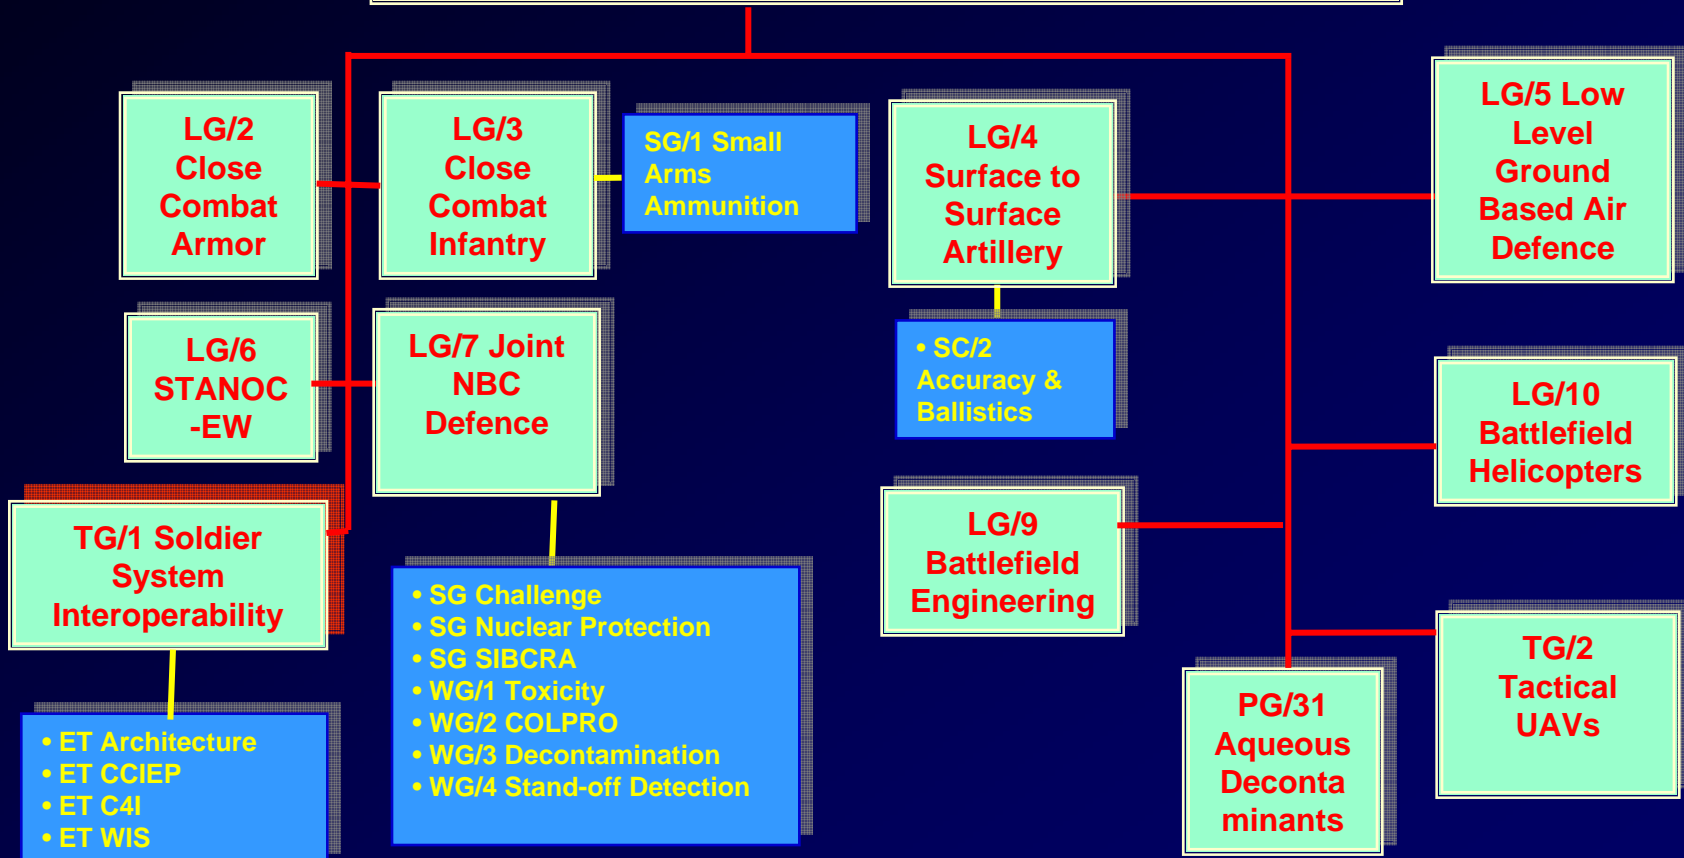 LG/2
Close
Combat
Armor
LG/3
Close
Combat
Infantry
SG/1 Small
Arms
Ammunition
LG/4
Surface to
Surface
Artillery
LG/5 Low
Level
Ground
Based Air
Defence
LG/6
STANOC
-EW
LG/7 Joint
NBC
Defence
• SC/2
Accuracy &
Ballistics
LG/10
Battlefield
Helicopters
TG/1 Soldier
System
Interoperability
LG/9
Battlefield
Engineering
• SG Challenge
• SG Nuclear Protection
• SG SIBCRA
• WG/1 Toxicity
• WG/2 COLPRO
• WG/3 Decontamination
• WG/4 Stand-off Detection
TG/2
Tactical
UAVs
PG/31
Aqueous
Deconta
minants
• ET Architecture
• ET CCIEP
• ET C4I
• ET WIS